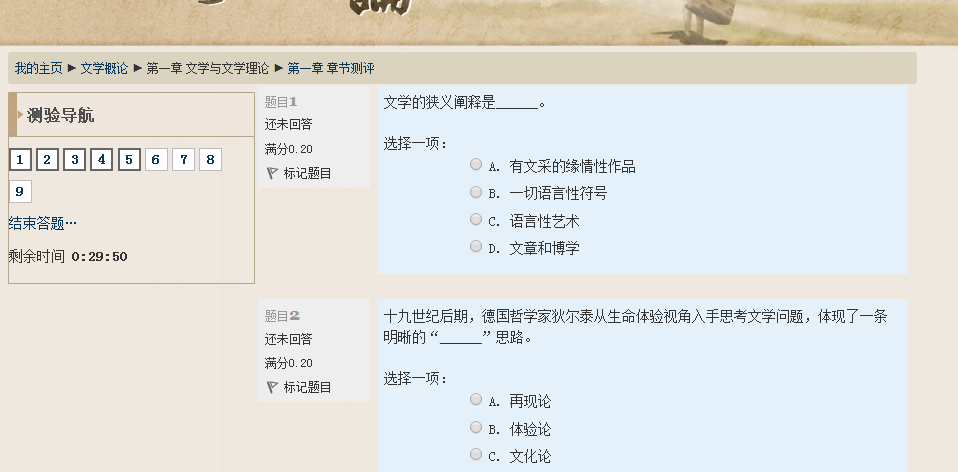 我的主页 ► 文学概论 ► 第一章 文学与文学理论 ► 第一章 章节测评
测验导航
1 2 3 4 5 6 7 8
9
结束答题…
剩余时间 0:29:50
题目1
还未回答
满分0.20
标记题目
文学的狭义阐释是______。
选择一项:
A. 有文采的缘情性作品
B. 一切语言性符号
C. 语言性艺术
D. 文章和博学
题目2
还未回答
满分0.20
标记题目
十九世纪后期，德国哲学家狄尔泰从生命体验视角入手思考文学问题，体现了一条
明晰的“______”思路。
选择一项:
A. 再现论
B. 体验论
C. 文化论